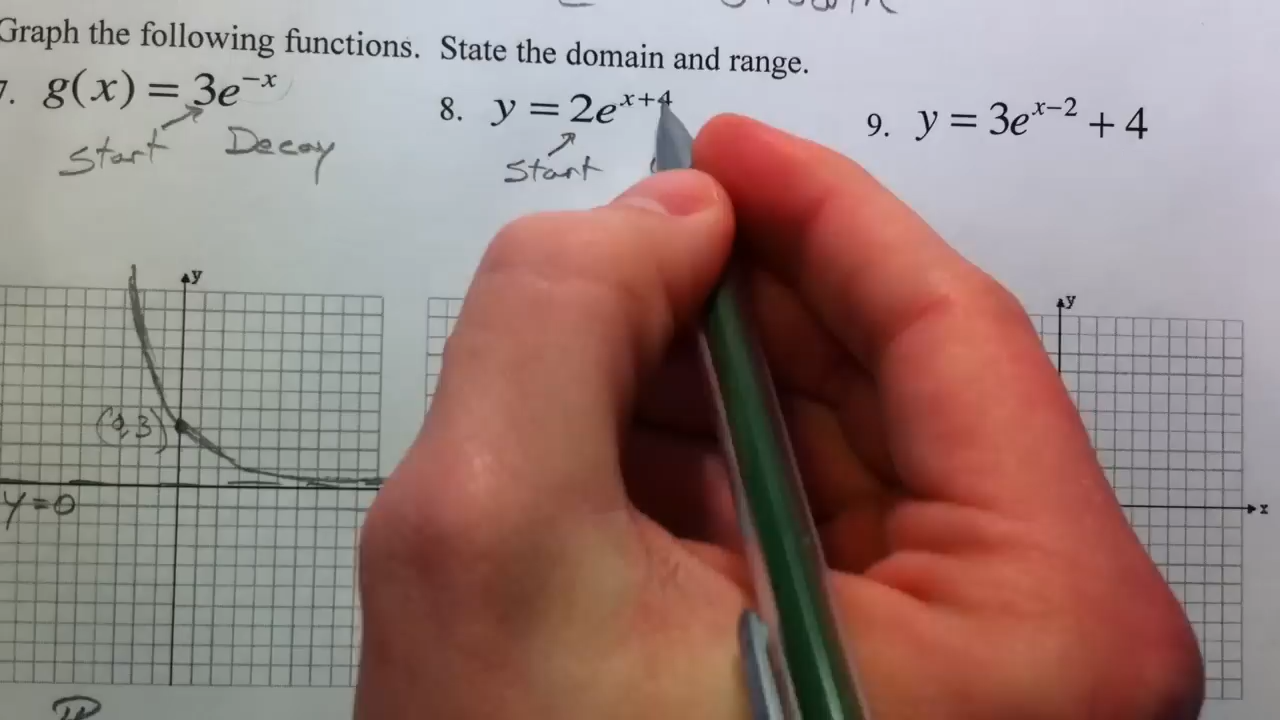 Graph the following functions. State the domain and range.
7. g(x) = 3e^{-x}
Start Decay
8. y = 2e^{x+4}
Start
9. y = 3e^{x-2} + 4
y
(0,3)
y=0
y
x